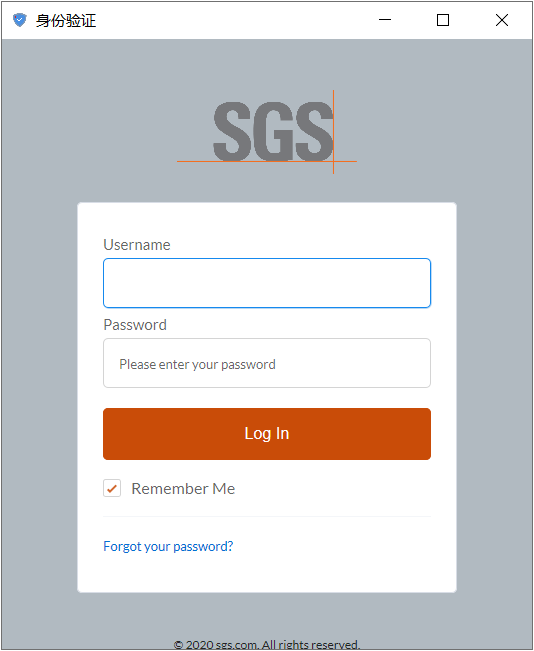 身份验证
SGS
Username
Password
Please enter your password
Log In
Remember Me
Forgot your password?
© 2020 sgs.com. All rights reserved.